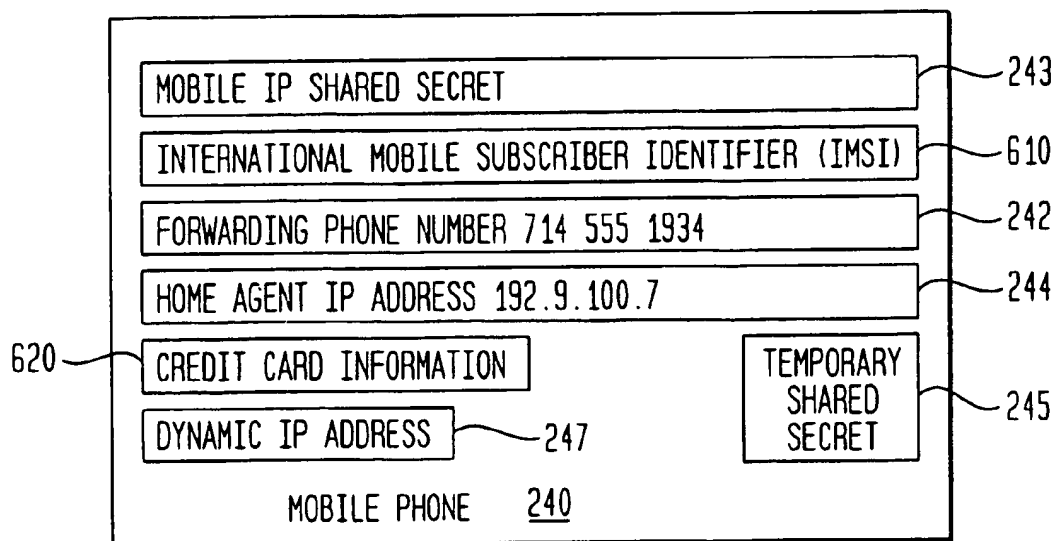 MOBILE IP SHARED SECRET 243
INTERNATIONAL MOBILE SUBSCRIBER IDENTIFIER (IMSI) 610
FORWARDING PHONE NUMBER 714 555 1934 242
HOME AGENT IP ADDRESS 192.9.100.7 244
620 CREDIT CARD INFORMATION
TEMPORARY
SHARED
SECRET
245
DYNAMIC IP ADDRESS 247
MOBILE PHONE 240